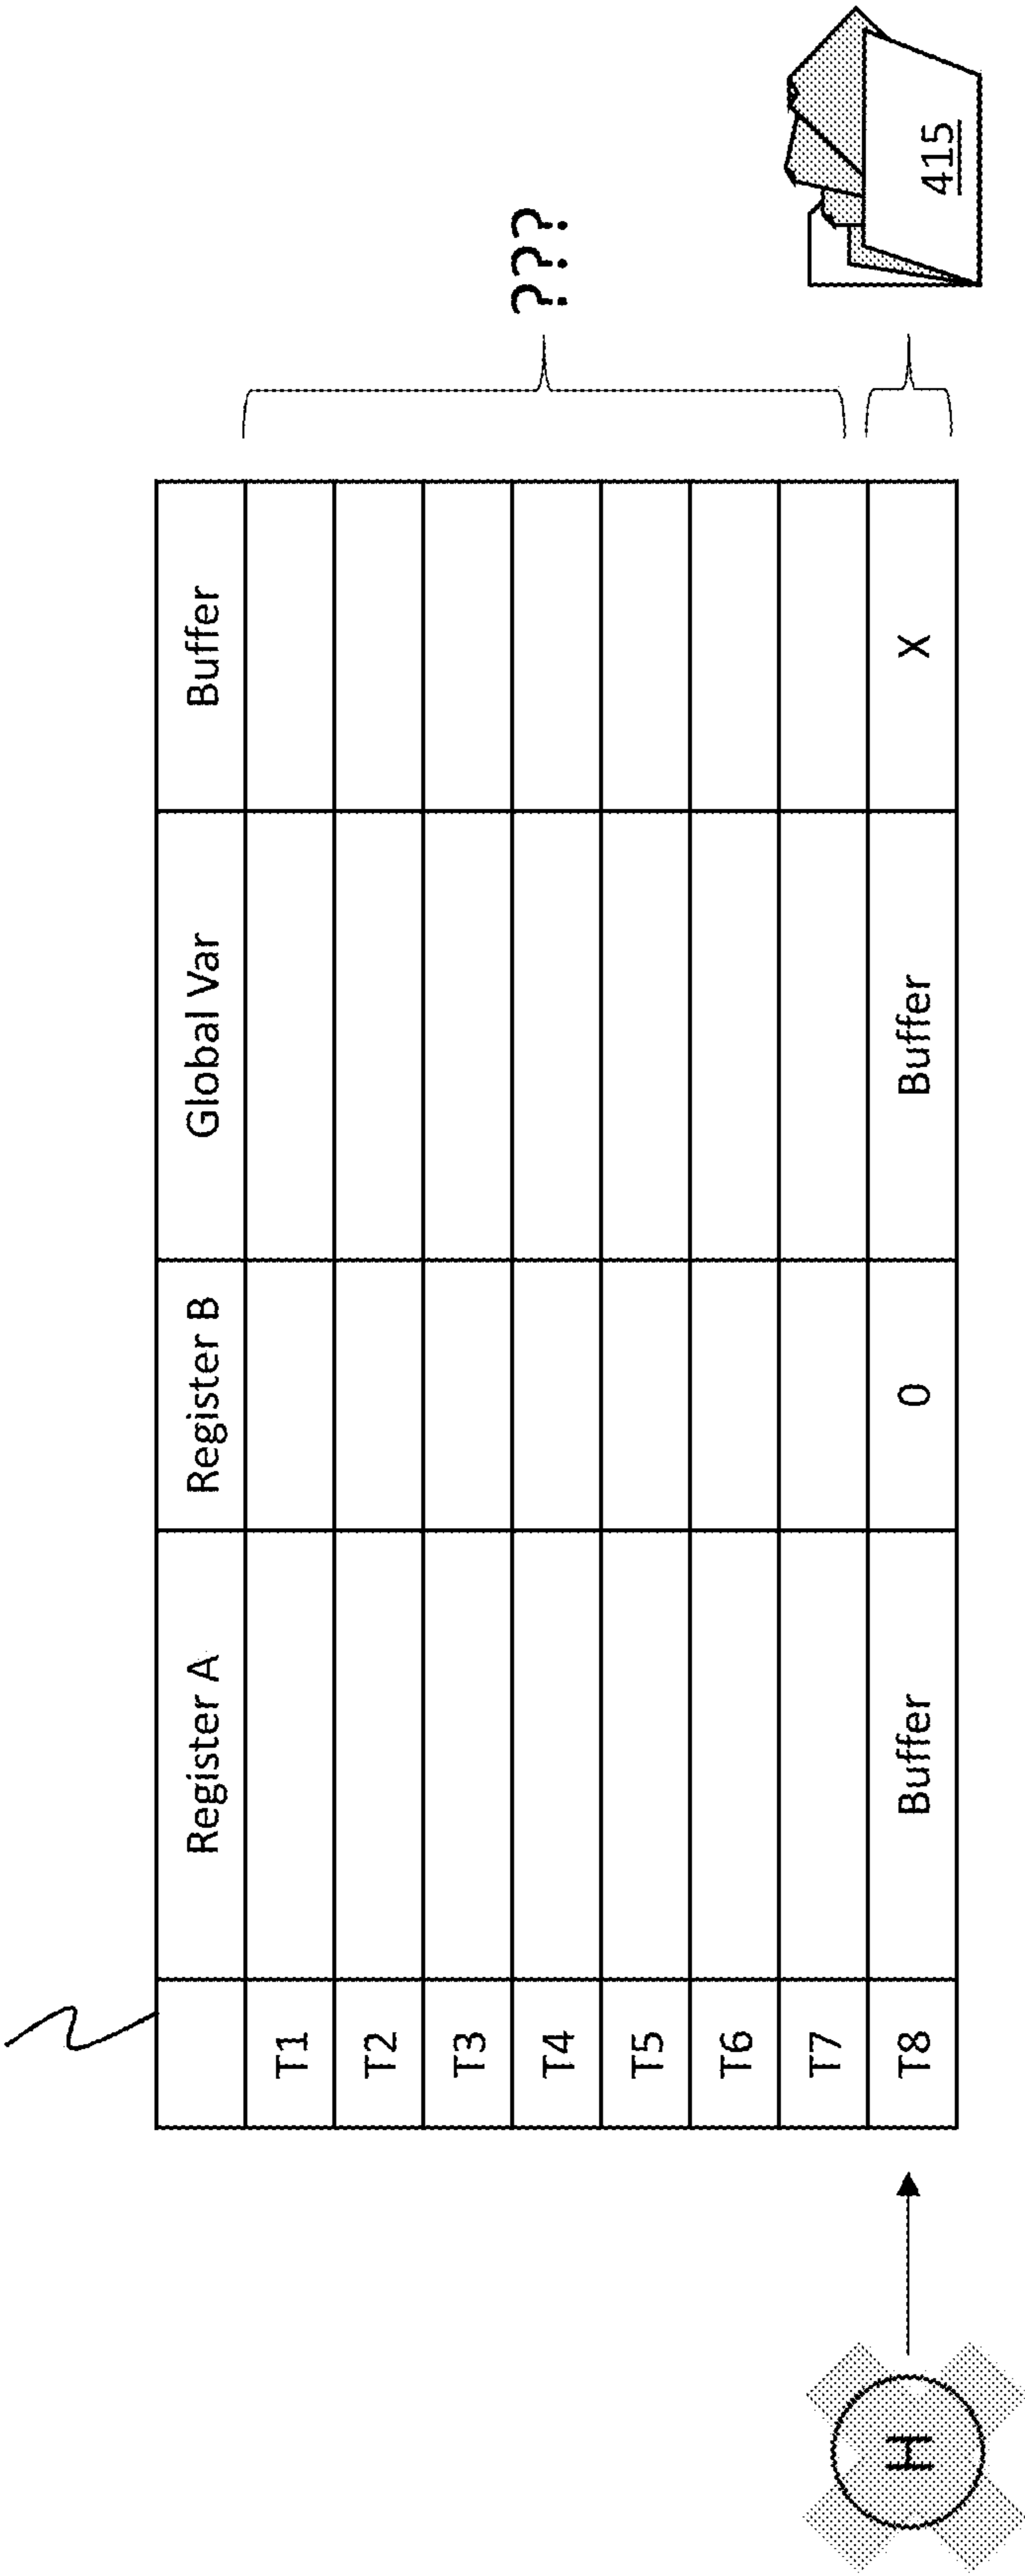 Register A Register B Global Var Buffer
T1
T2
T3
T4
???
T5
T6
T7
H T8 Buffer 0 Buffer X 415